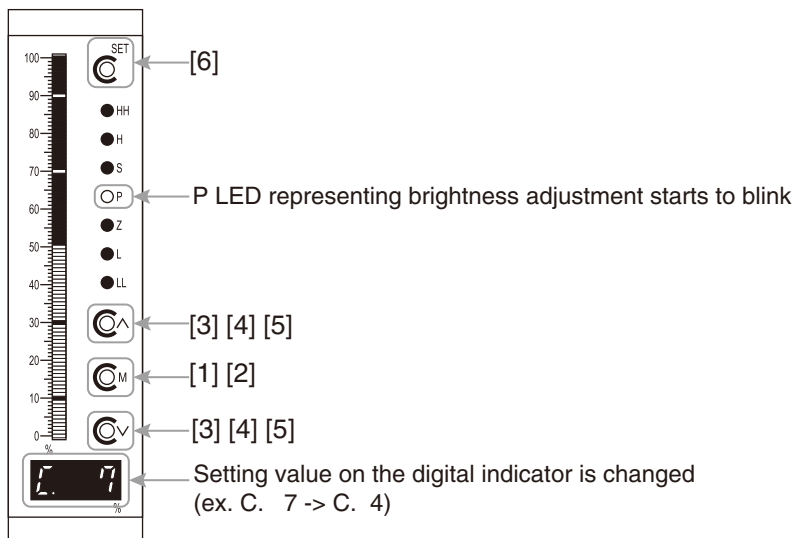 SET
[6]
100
90
HH
80
H
70
S
P
P LED representing brightness adjustment starts to blink
60
Z
50
L
40
LL
30
[3] [4] [5]
20
M
[1] [2]
10
0
[3] [4] [5]
%
C. 7
%
Setting value on the digital indicator is changed
(ex. C. 7 -> C. 4)